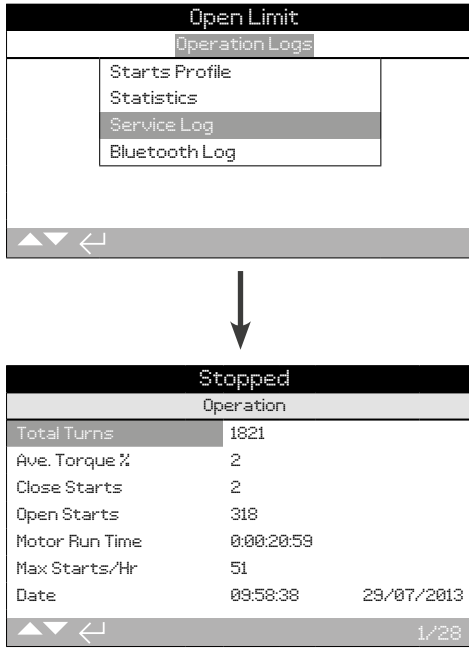 Open Limit
Operation Logs
Starts Profile
Statistics
Service Log
Bluetooth Log
Stopped
Operation
Total Turns 1821
Ave. Torque % 2
Close Starts 2
Open Starts 318
Motor Run Time 0:00:20:59
Max Starts/Hr 51
Date 09:58:38 29/07/2013
1/28